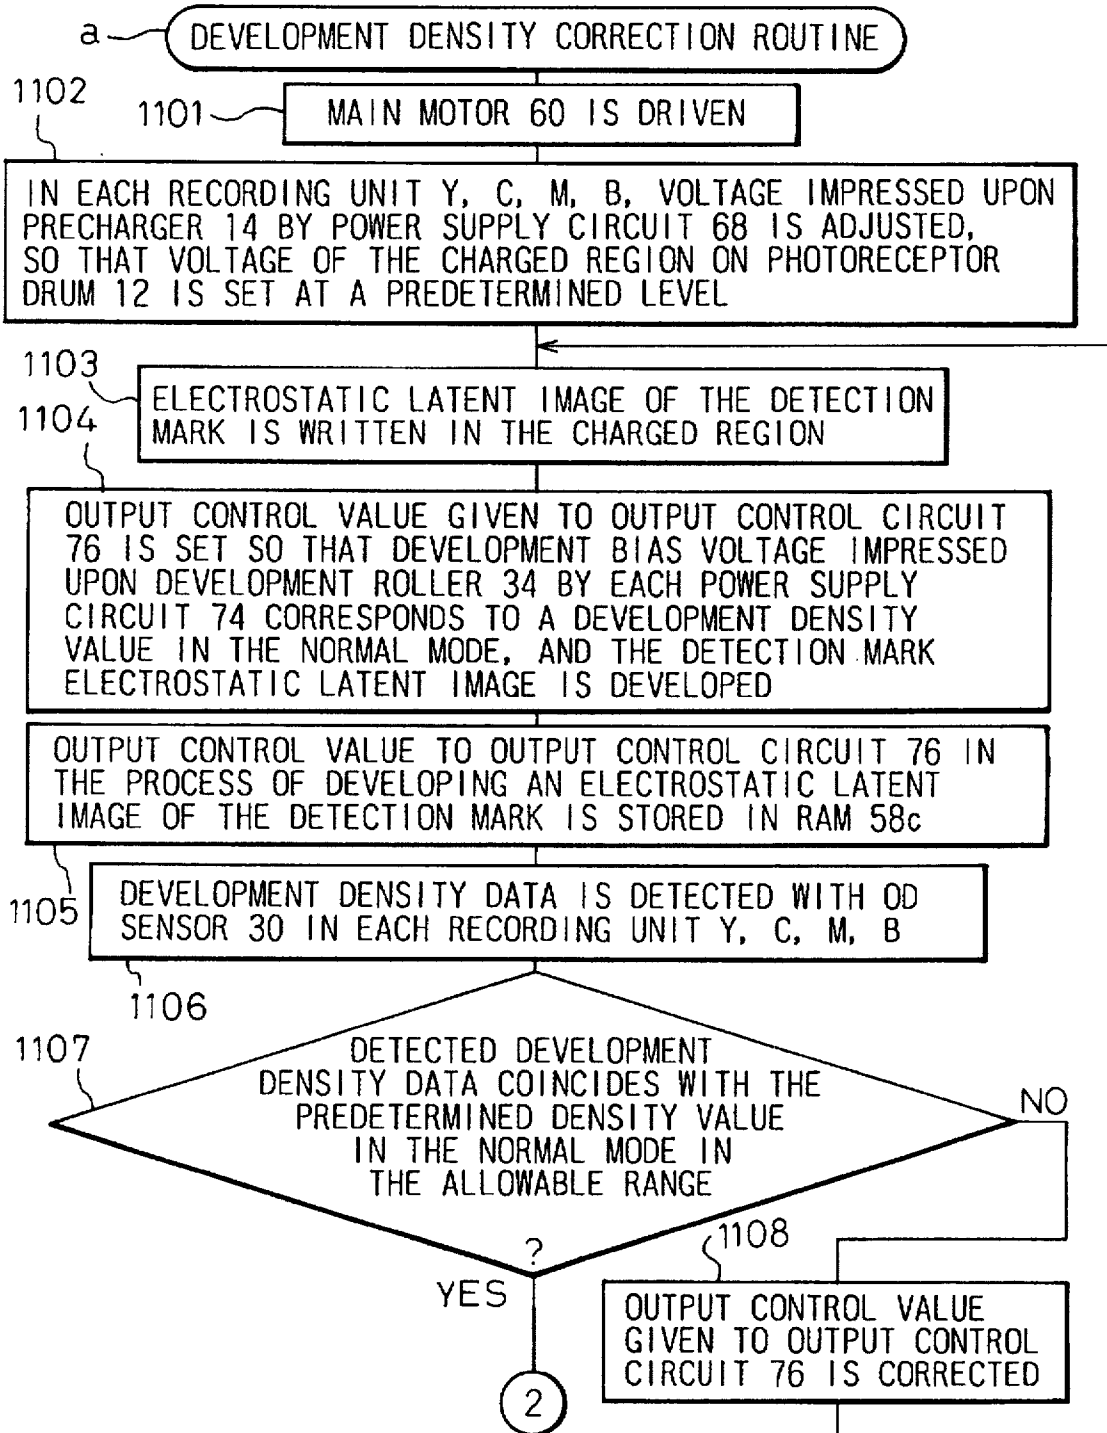 a
DEVELOPMENT DENSITY CORRECTION ROUTINE
1102
1101
MAIN MOTOR 60 IS DRIVEN
IN EACH RECORDING UNIT Y, C, M, B, VOLTAGE IMPRESSED UPON
PRECHARGER 14 BY POWER SUPPLY CIRCUIT 68 IS ADJUSTED,
SO THAT VOLTAGE OF THE CHARGED REGION ON PHOTORECEPTOR
DRUM 12 IS SET AT A PREDETERMINED LEVEL
1103
ELECTROSTATIC LATENT IMAGE OF THE DETECTION
MARK IS WRITTEN IN THE CHARGED REGION
1104
OUTPUT CONTROL VALUE GIVEN TO OUTPUT CONTROL CIRCUIT
76 IS SET SO THAT DEVELOPMENT BIAS VOLTAGE IMPRESSED
UPON DEVELOPMENT ROLLER 34 BY EACH POWER SUPPLY
CIRCUIT 74 CORRESPONDS TO A DEVELOPMENT DENSITY
VALUE IN THE NORMAL MODE, AND THE DETECTION MARK
ELECTROSTATIC LATENT IMAGE IS DEVELOPED
OUTPUT CONTROL VALUE TO OUTPUT CONTROL CIRCUIT 76 IN
THE PROCESS OF DEVELOPING AN ELECTROSTATIC LATENT
IMAGE OF THE DETECTION MARK IS STORED IN RAM 58c
1105
DEVELOPMENT DENSITY DATA IS DETECTED WITH OD
SENSOR 30 IN EACH RECORDING UNIT Y, C, M, B
1106
1107
DETECTED DEVELOPMENT
DENSITY DATA COINCIDES WITH THE
PREDETERMINED DENSITY VALUE
IN THE NORMAL MODE IN
THE ALLOWABLE RANGE
?
NO
YES
1108
OUTPUT CONTROL VALUE
GIVEN TO OUTPUT CONTROL
CIRCUIT 76 IS CORRECTED
2